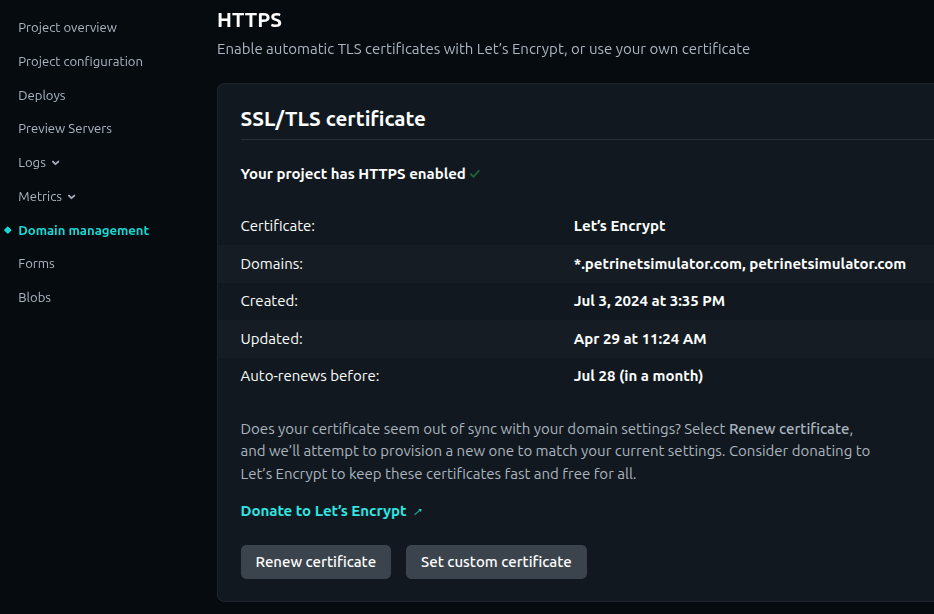 Project overview
Project configuration
Deploys
Preview Servers
Logs
Metrics
Domain management
Forms
Blobs
HTTPS
Enable automatic TLS certificates with Let's Encrypt, or use your own certificate
SSL/TLS certificate
Your project has HTTPS enabled ✓
Certificate: Let's Encrypt
Domains: *.petrinetsimulator.com, petrinetsimulator.com
Created: Jul 3, 2024 at 3:35 PM
Updated: Apr 29 at 11:24 AM
Auto-renews before: Jul 28 (in a month)
Does your certificate seem out of sync with your domain settings? Select Renew certificate,
and we'll attempt to provision a new one to match your current settings. Consider donating to
Let's Encrypt to keep these certificates fast and free for all.
Donate to Let's Encrypt ↗
Renew certificate
Set custom certificate